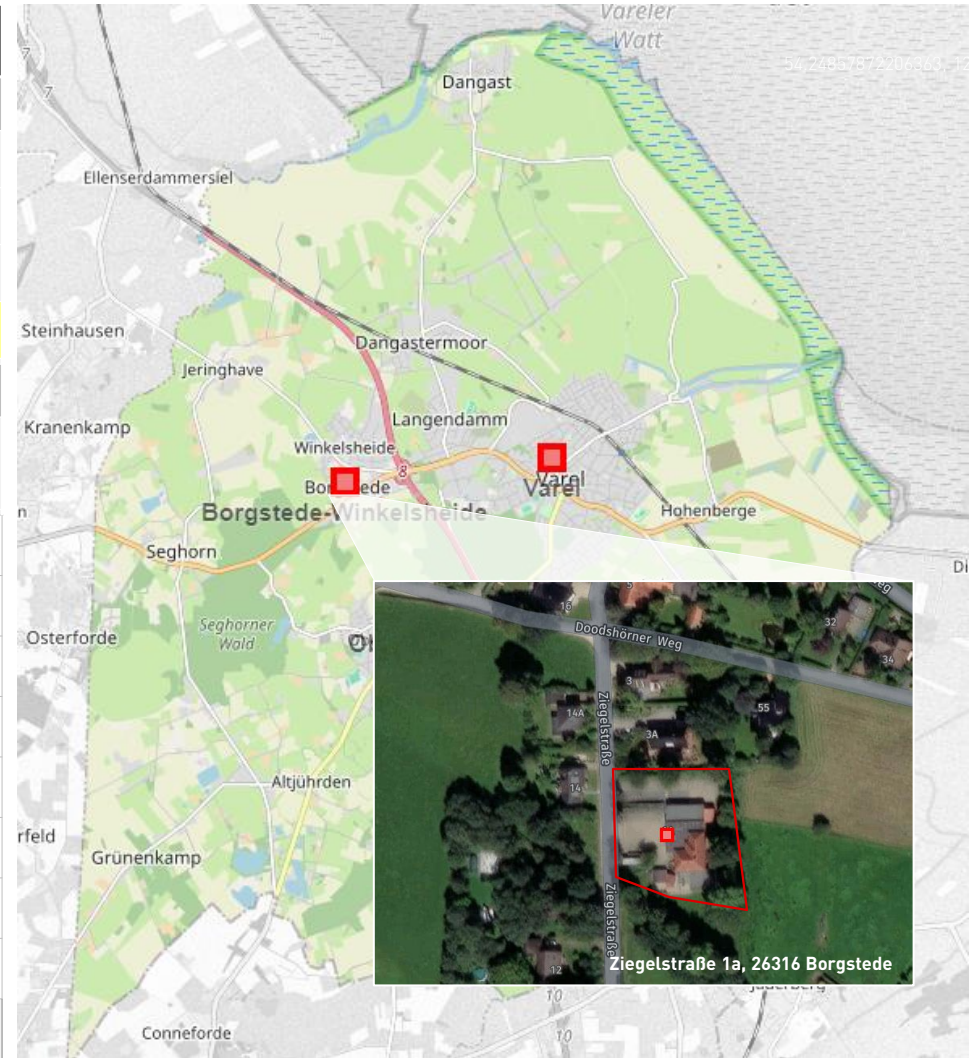 Vareler
Watt
7
Dangast
7
Ellenserdammersiel
Steinhausen
Dangastermoor
Jeringhave
Kranenkamp
Langendamm
Winkelsheide
8
Varel
Varel
Borgstede-Winkelsheide
Hohenberge
Seghorn
Di
Seghorner
Wald
Osterforde
Altjührden
rfeld
Grünenkamp
Conneforde
10
10
16
Doodshörner Weg
32
34
3
14A
Ziegelstraße
55
3A
14
Ziegelstraße
12
Ziegelstraße 1a, 26316 Borgstede